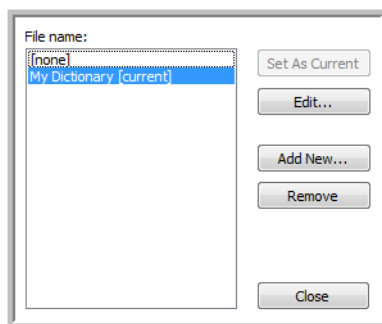 File name:
[none]
My Dictionary [current]
Set As Current
Edit...
Add New...
Remove
Close